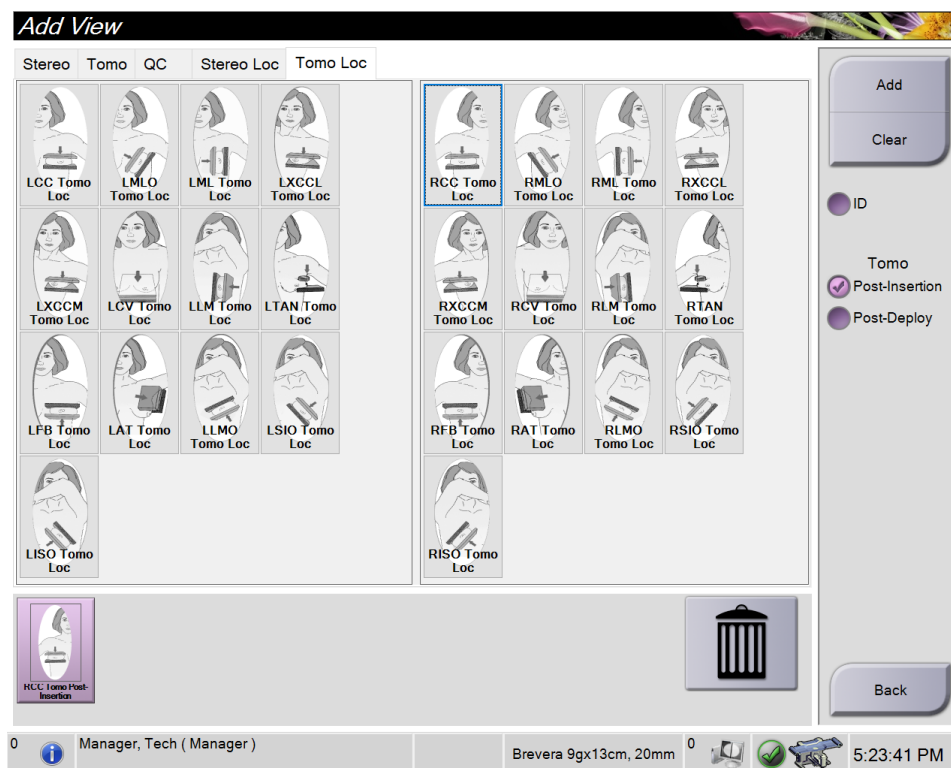 Add View
Stereo
Tomo
QC
Stereo Loc
Tomo Loc
LCC Tomo
Loc
LMLO
Tomo Loc
LML Tomo
Loc
LXCCL
Tomo Loc
LXCCM
Tomo Loc
LCV Tomo
Loc
LLM Tomo
Loc
LTAN Tomo
Loc
LFB Tomo
Loc
LAT Tomo
Loc
LLMO
Tomo Loc
LSIO Tomo
Loc
LISO Tomo
Loc
RCC Tomo
Loc
RMLO
Tomo Loc
RML Tomo
Loc
RXCCL
Tomo Loc
RXCCM
Tomo Loc
RCV Tomo
Loc
RLM Tomo
Loc
RTAN
Tomo Loc
RFB Tomo
Loc
RAT Tomo
Loc
RLMO
Tomo Loc
RSIO Tomo
Loc
RISO Tomo
Loc
Add
Clear
ID
Tomo
Post-Insertion
Post-Deploy
RCC Tomo Post-
Insertion
Back
0
Manager, Tech ( Manager )
Brevera 9gx13cm, 20mm
0
5:23:41 PM